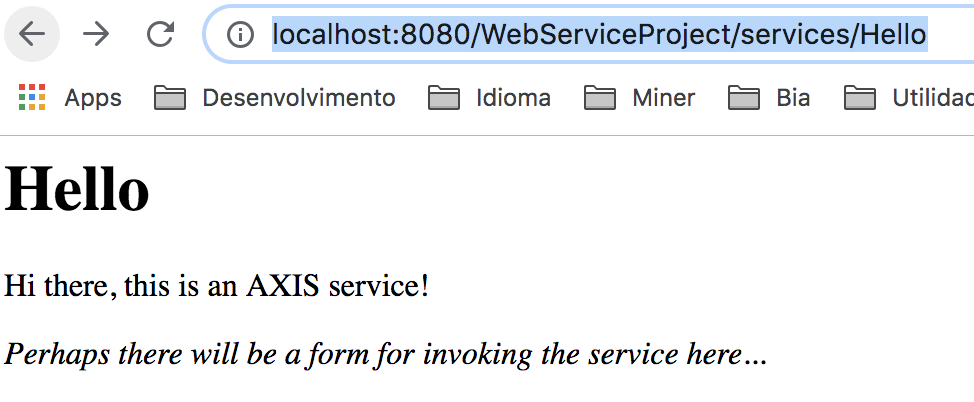 localhost:8080/WebServiceProject/services/Hello
Apps Desenvolvimento Idioma Miner Bia Utilidad
Hello
Hi there, this is an AXIS service!
Perhaps there will be a form for invoking the service here...